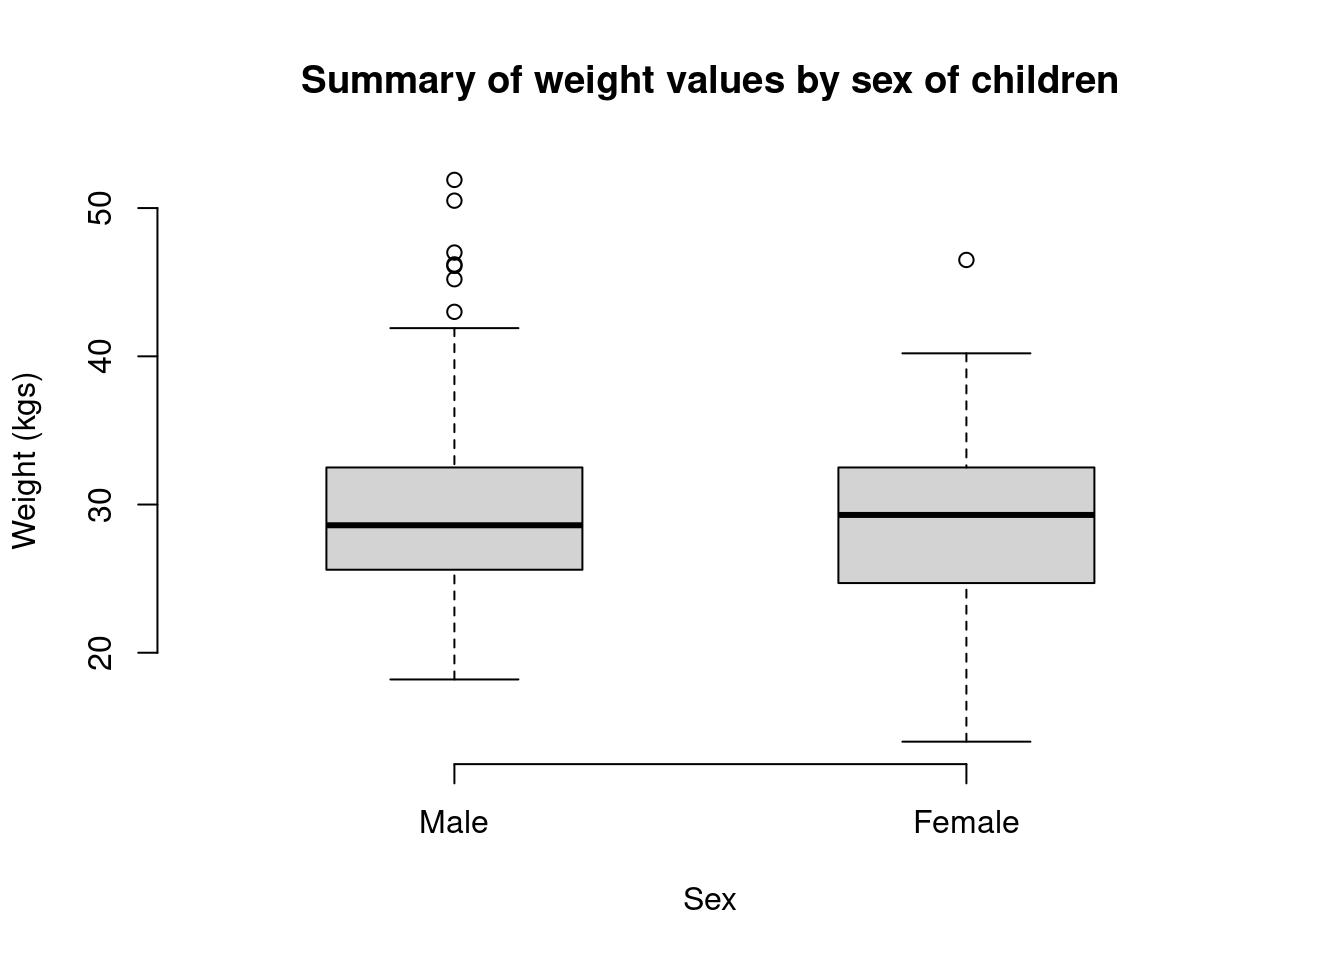 Summary of weight values by sex of children
Weight (kgs)
50
40
30
20
Male
Female
Sex